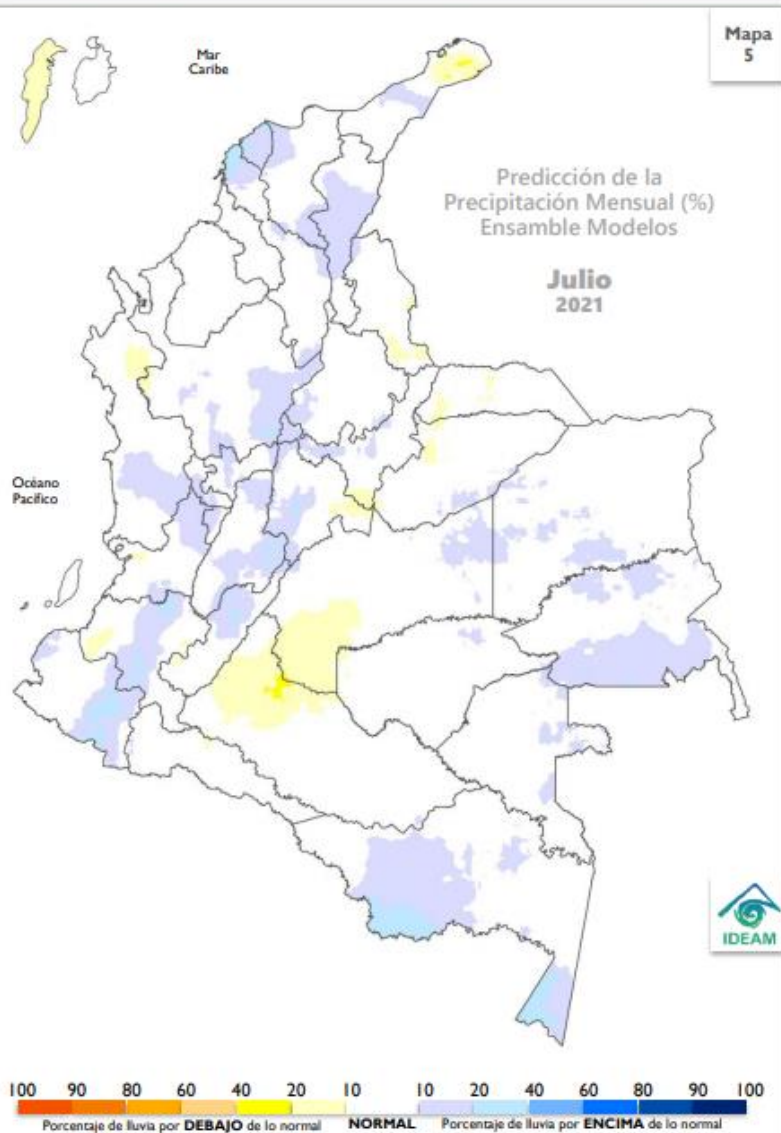 Mapa
5
Mar
Caribe
Predicción de la
Precipitación Mensual (%)
Ensamble Modelos
Julio
2021
Océano
Pacífico
IDEAM
100 90 80 60 40 20 10 10 20 40 60 80 90 100
Porcentaje de lluvia por DEBAJO de lo normal NORMAL Porcentaje de lluvia por ENCIMA de lo normal